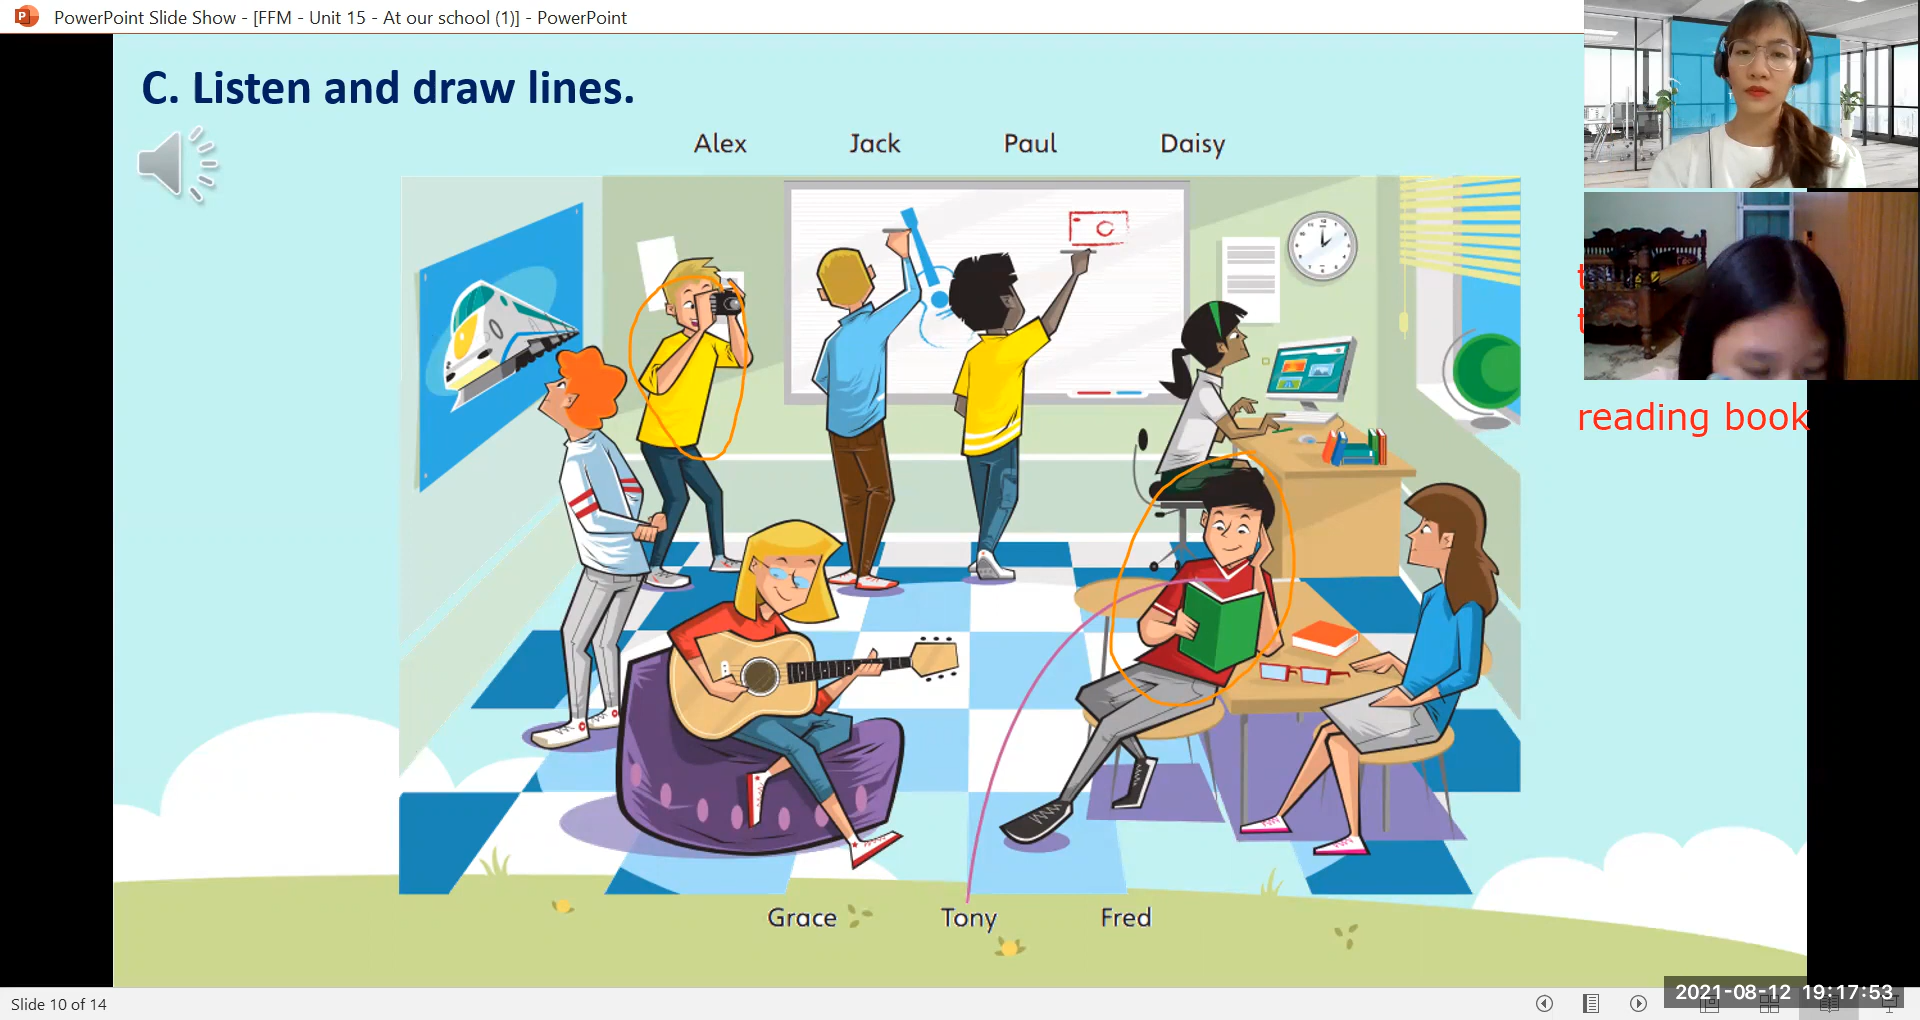 PowerPoint Slide Show - [FFM - Unit 15 - At our school (1)] - PowerPoint
C. Listen and draw lines.
Alex Jack Paul Daisy
reading book
Grace Tony Fred
Slide 10 of 14
2021-08-12 19:17:53